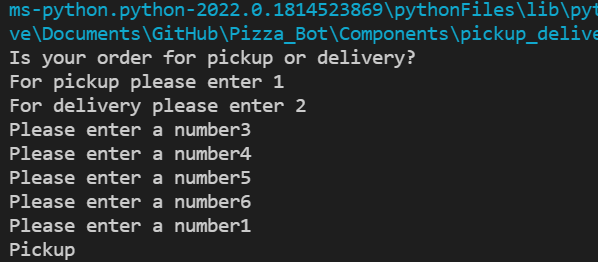 ms-python.python-2022.0.1814523869\pythonFiles\lib\pyt
ve\Documents\GitHub\Pizza_Bot\Components\pickup_delive
Is your order for pickup or delivery?
For pickup please enter 1
For delivery please enter 2
Please enter a number3
Please enter a number4
Please enter a number5
Please enter a number6
Please enter a number1
Pickup